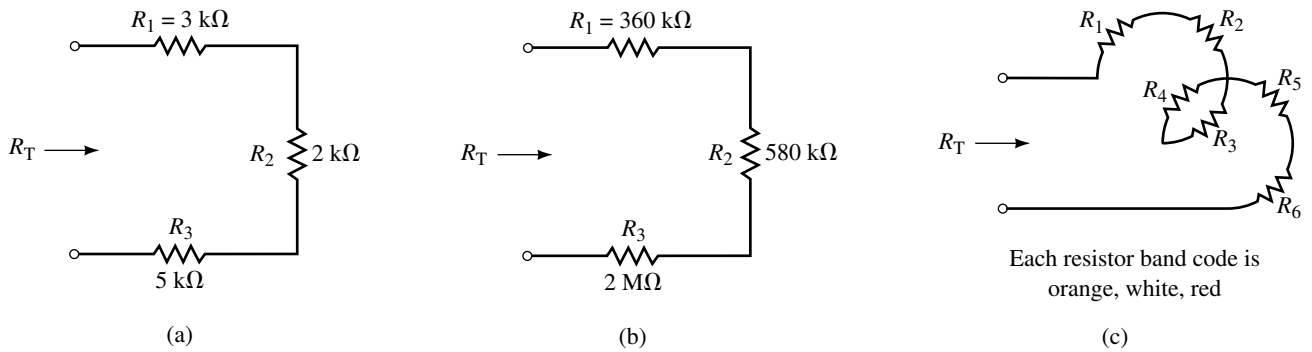 R1 = 3 kΩ
RT
R2
2 kΩ
R3
5 kΩ
(a)
R1 = 360 kΩ
RT
R2
580 kΩ
R3
2 MΩ
(b)
R1
R2
R4
R5
R3
RT
R6
Each resistor band code is
orange, white, red
(c)